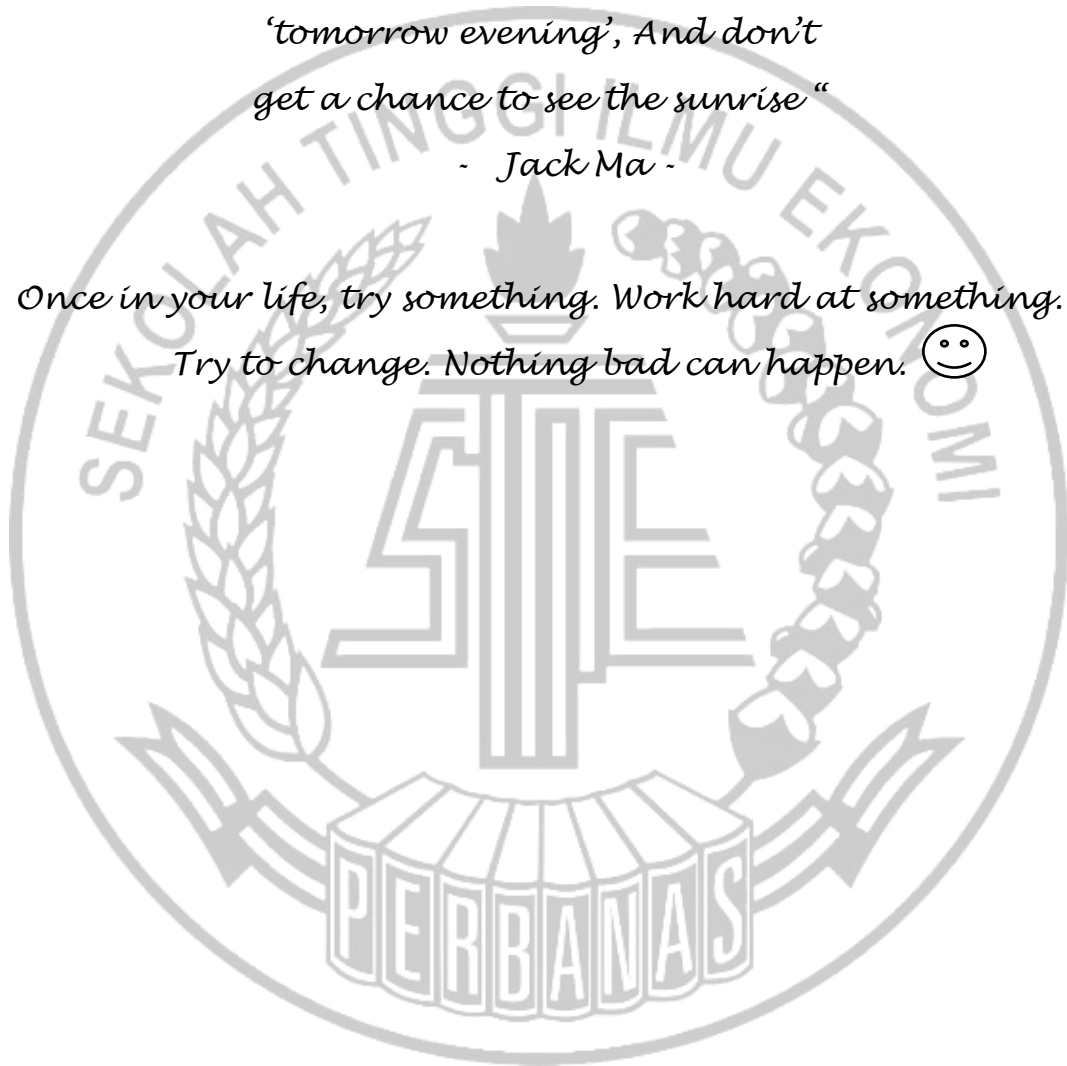 ‘tomorrow evening’, And don’t
get a chance to see the sunrise “
- Jack Ma -
Once in your life, try something. Work hard at something.
Try to change. Nothing bad can happen.
SEKOLAH TINGGI ILMU EKONOMI
STIE
PERBANAS